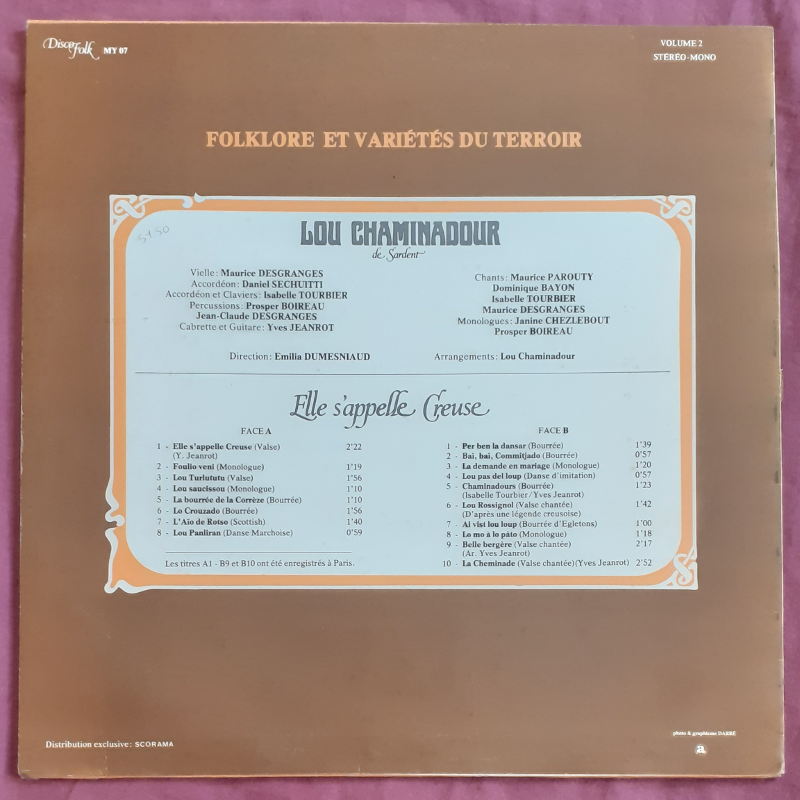 Disco Folk MY 07
VOLUME 2
STÉRÉO-MONO
FOLKLORE ET VARIÉTÉS DU TERROIR
5950
LOU CHAMINADOUR
de Sardent
Vielle : Maurice DESGRANGES
Accordéon : Daniel SECHUITTI
Accordéon et Claviers : Isabelle TOURBIER
Percussions : Prosper BOIREAU
Jean-Claude DESGRANGES
Cabrette et Guitare : Yves JEANROT
Chants : Maurice PAROUTY
Dominique BAYON
Isabelle TOURBIER
Maurice DESGRANGES
Monologues : Janine CHEZLEBOUT
Prosper BOIREAU
Direction : Emilia DUMESNIAUD
Arrangements : Lou Chaminadour
Elle s'appelle Creuse
FACE A
1 - Elle s'appelle Creuse (Valse) 2'22
(Y. Jeanrot)
2 - Foulio veni (Monologue) 1'19
3 - Lou Turlututu (Valse) 1'56
4 - Lou saucissou (Monologue) 1'10
5 - La bourrée de la Corrèze (Bourrée) 1'10
6 - Lo Crouzado (Bourrée) 1'56
7 - L'Aïo de Rotso (Scottish) 1'40
8 - Lou Panliran (Danse Marchoise) 0'59
Les titres A1 - B9 et B10 ont été enregistrés à Paris.
FACE B
1 - Per ben la dansar (Bourrée) 1'39
2 - Bai, bai, Commitjado (Bourrée) 0'57
3 - La demande en mariage (Monologue) 1'20
4 - Lou pas del loup (Danse d'imitation) 0'57
5 - Chaminadours (Bourrée) 1'23
(Isabelle Tourbier / Yves Jeanrot)
6 - Lou Rossignol (Valse chantée) 1'42
(D'après une légende creusoise)
7 - Ai vist lou loup (Bourrée d'Egletons) 1'00
8 - Lo mo à lo pâto (Monologue) 1'18
9 - Belle bergère (Valse chantée) 2'17
(Ar. Yves Jeanrot)
10 - La Cheminade (Valse chantée) (Yves Jeanrot) 2'52
Distribution exclusive : SCORAMA
photo & graphisme DARRÉ
a